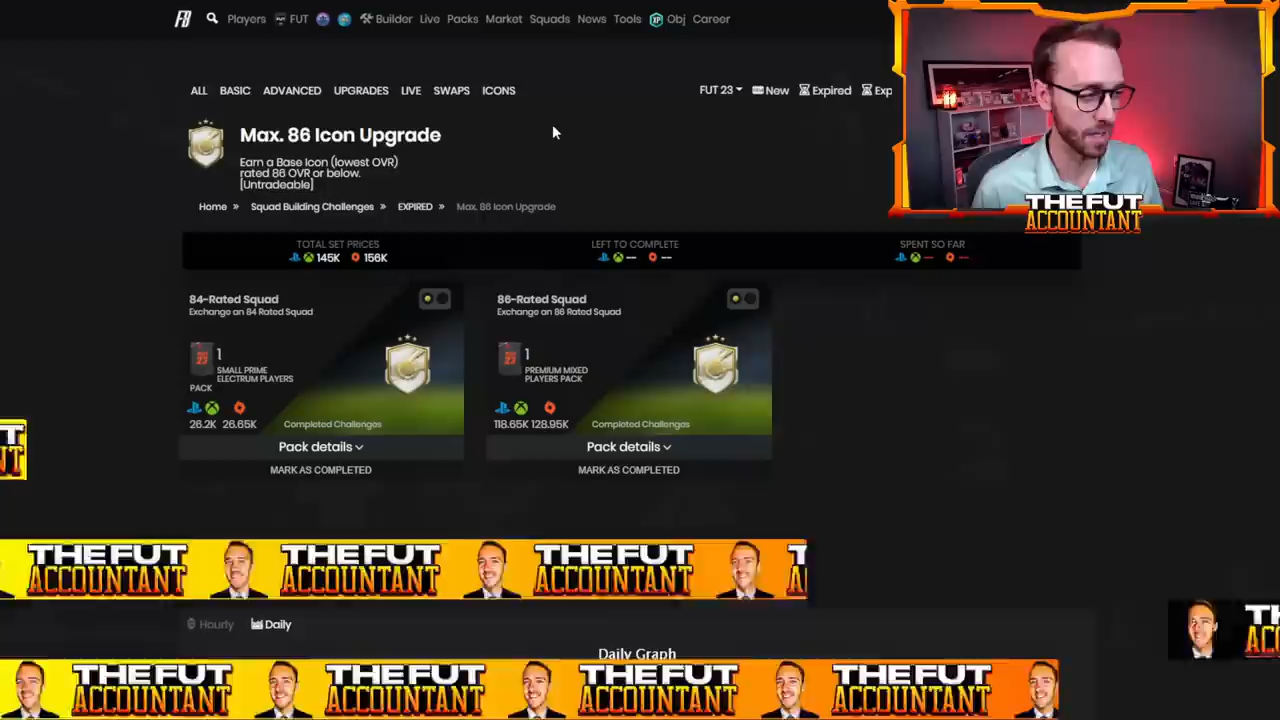 Players FUT Builder Live Packs Market Squads News Tools XP Obj Career
ALL BASIC ADVANCED UPGRADES LIVE SWAPS ICONS
FUT 23 New Expired Exp
Max. 86 Icon Upgrade
Earn a Base Icon (lowest OVR)
rated 86 OVR or below.
[Untradeable]
Home » Squad Building Challenges » EXPIRED » Max. 86 Icon Upgrade
THE FUT
ACCOUNTANT
TOTAL SET PRICES
145K 156K
LEFT TO COMPLETE
-- --
SPENT SO FAR
-- --
84-Rated Squad
Exchange an 84 Rated Squad
1
SMALL PRIME
ELECTRUM PLAYERS
PACK
26.2K 26.65K
Completed Challenges
Pack details
MARK AS COMPLETED
86-Rated Squad
Exchange an 86 Rated Squad
1
PREMIUM MIXED
PLAYERS PACK
118.65K 128.95K
Completed Challenges
Pack details
MARK AS COMPLETED
THE FUT THE FUT THE FUT T
ACCOUNTANT ACCOUNTANT ACCOUNTANT A
TH
ACC
Hourly Daily
Daily Graph
THE FUT THE FUT THE FUT THE FUT
ACCOUNTANT ACCOUNTANT ACCOUNTANT ACCOUNTANT